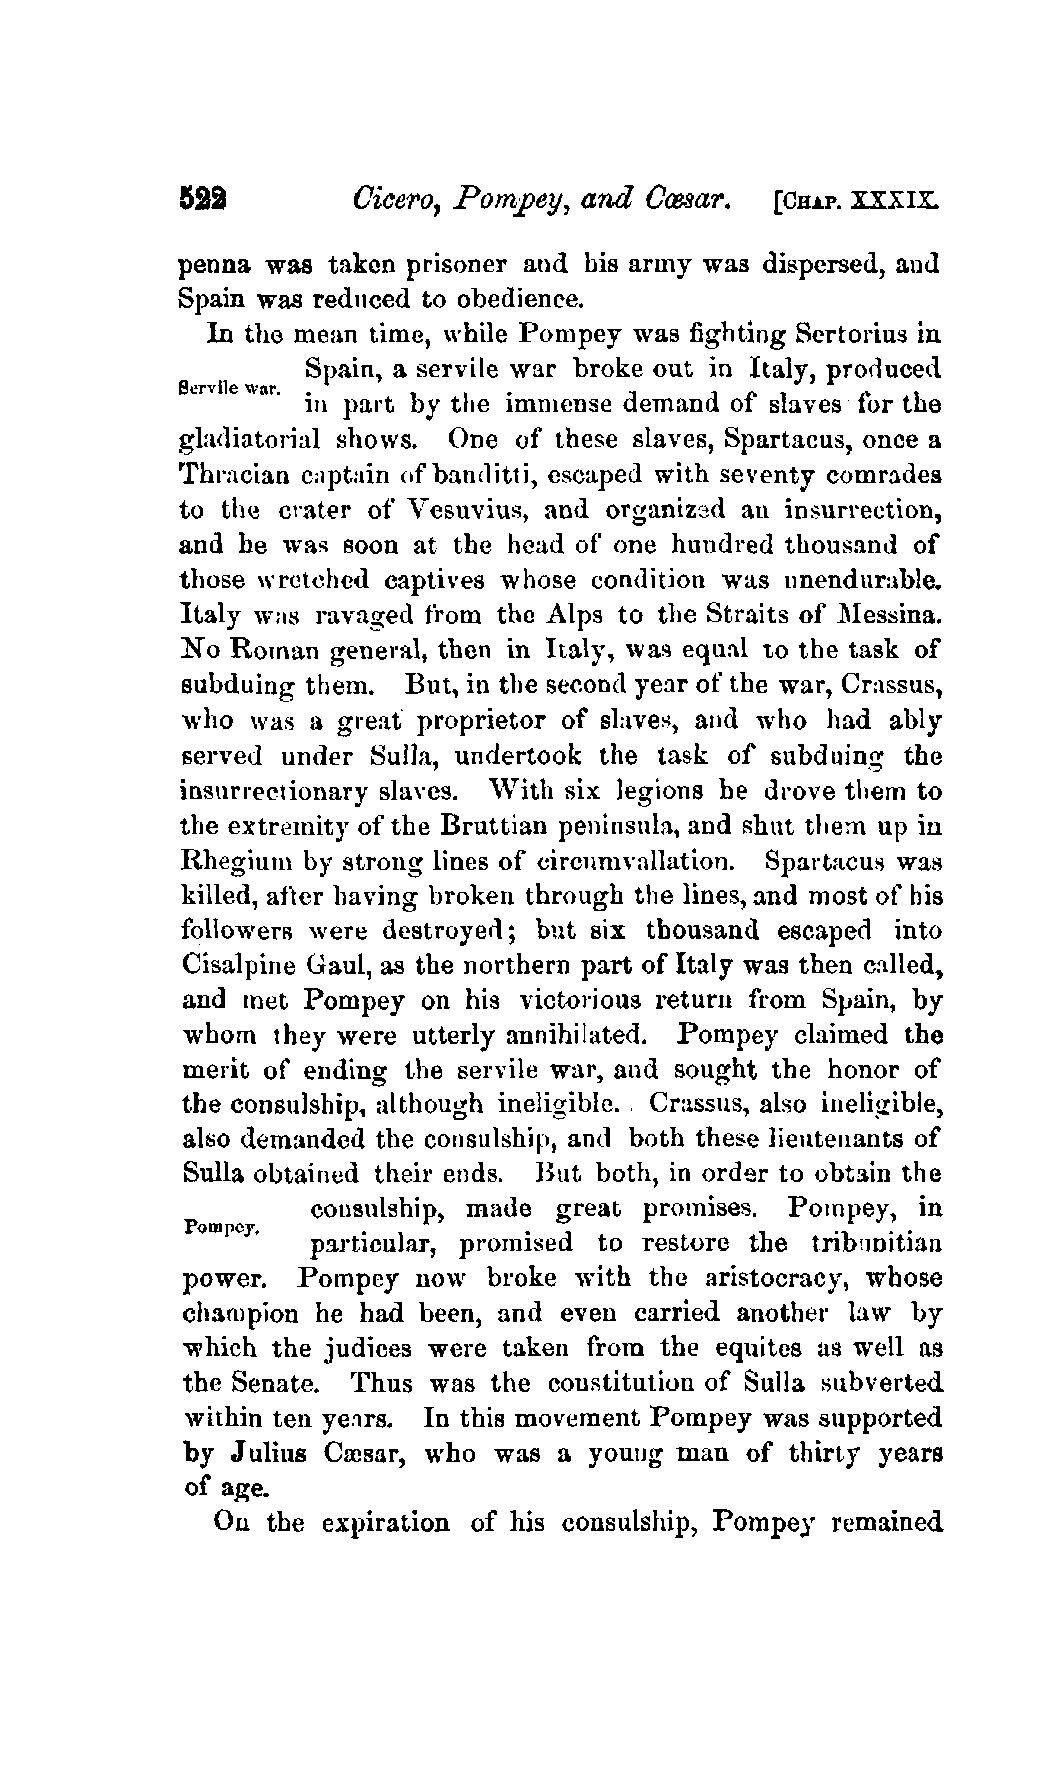 522 Cicero, Pompey, and Cæsar. [CHAP. XXXIX.
penna was taken prisoner and his army was dispersed, and
Spain was reduced to obedience.
In the mean time, while Pompey was fighting Sertorius in
Spain, a servile war broke out in Italy, produced
Servile war.
in part by the immense demand of slaves for the
gladiatorial shows. One of these slaves, Spartacus, once a
Thracian captain of banditti, escaped with seventy comrades
to the crater of Vesuvius, and organized an insurrection,
and he was soon at the head of one hundred thousand of
those wretched captives whose condition was unendurable.
Italy was ravaged from the Alps to the Straits of Messina.
No Roman general, then in Italy, was equal to the task of
subduing them. But, in the second year of the war, Crassus,
who was a great proprietor of slaves, and who had ably
served under Sulla, undertook the task of subduing the
insurrectionary slaves. With six legions he drove them to
the extremity of the Bruttian peninsula, and shut them up in
Rhegium by strong lines of circumvallation. Spartacus was
killed, after having broken through the lines, and most of his
followers were destroyed; but six thousand escaped into
Cisalpine Gaul, as the northern part of Italy was then called,
and met Pompey on his victorious return from Spain, by
whom they were utterly annihilated. Pompey claimed the
merit of ending the servile war, and sought the honor of
the consulship, although ineligible. Crassus, also ineligible,
also demanded the consulship, and both these lieutenants of
Sulla obtained their ends. But both, in order to obtain the
consulship, made great promises. Pompey, in
Pompey.
particular, promised to restore the tribunitian
power. Pompey now broke with the aristocracy, whose
champion he had been, and even carried another law by
which the judices were taken from the equites as well as
the Senate. Thus was the constitution of Sulla subverted
within ten years. In this movement Pompey was supported
by Julius Cæsar, who was a young man of thirty years
of age.
On the expiration of his consulship, Pompey remained